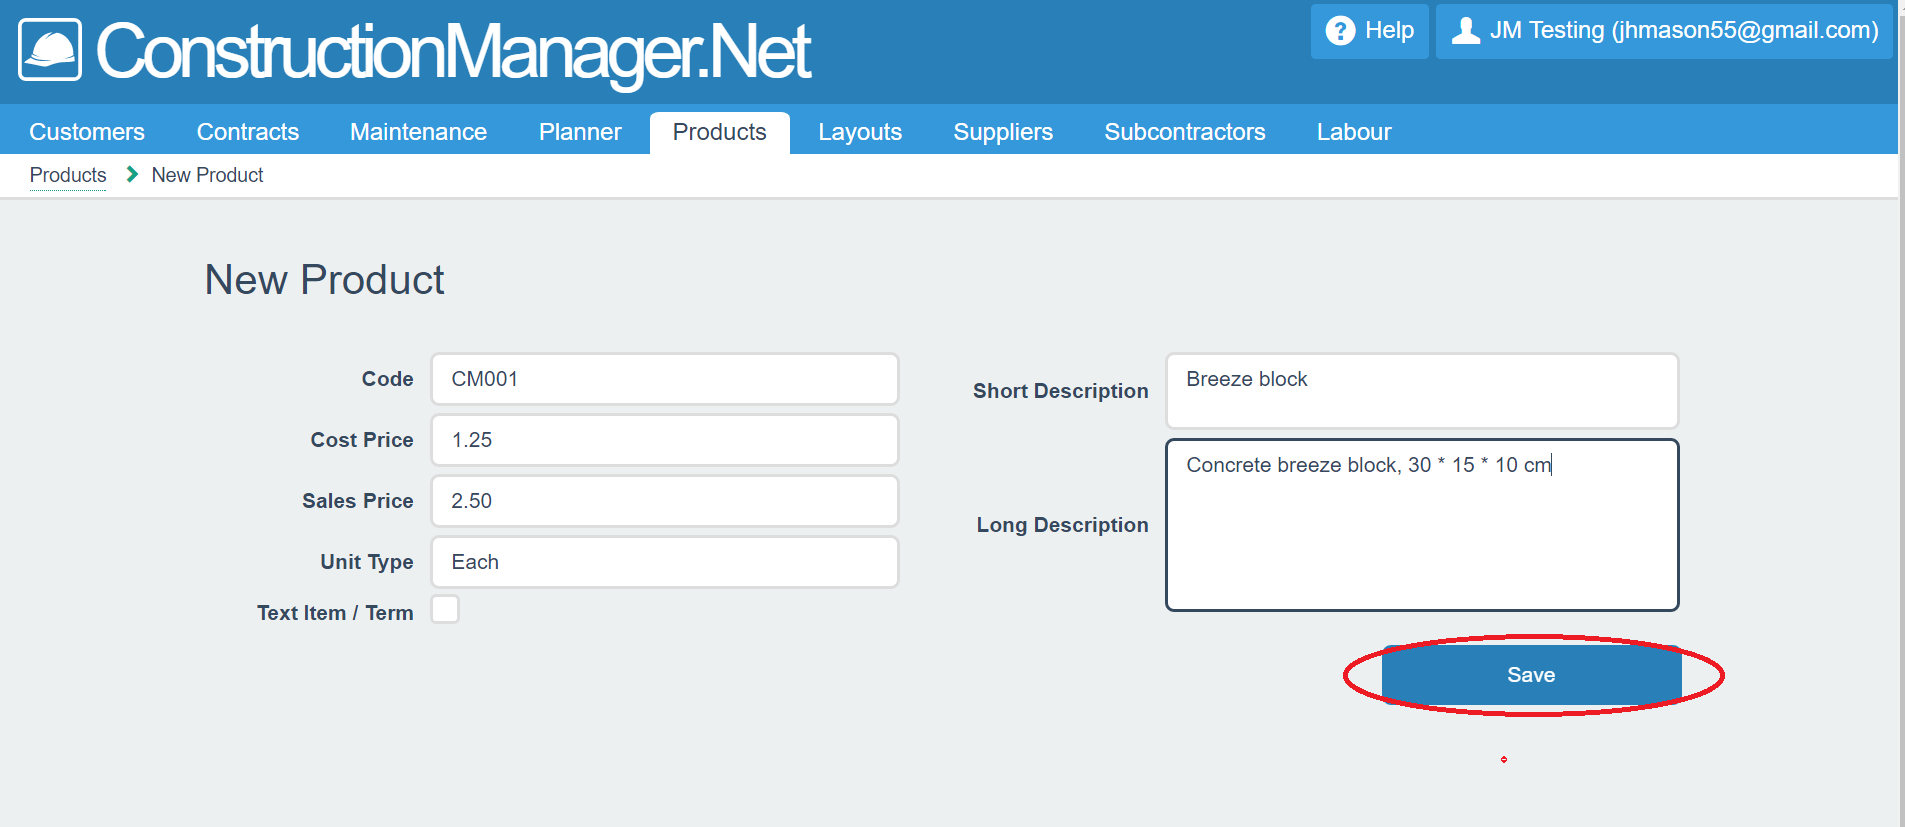 ConstructionManager.Net
? Help
JM Testing (jhmason55@gmail.com)
Customers Contracts Maintenance Planner Products Layouts Suppliers Subcontractors Labour
Products New Product
New Product
Code CM001
Cost Price 1.25
Sales Price 2.50
Unit Type Each
Text Item / Term
Short Description Breeze block
Long Description Concrete breeze block, 30 * 15 * 10 cm
Save